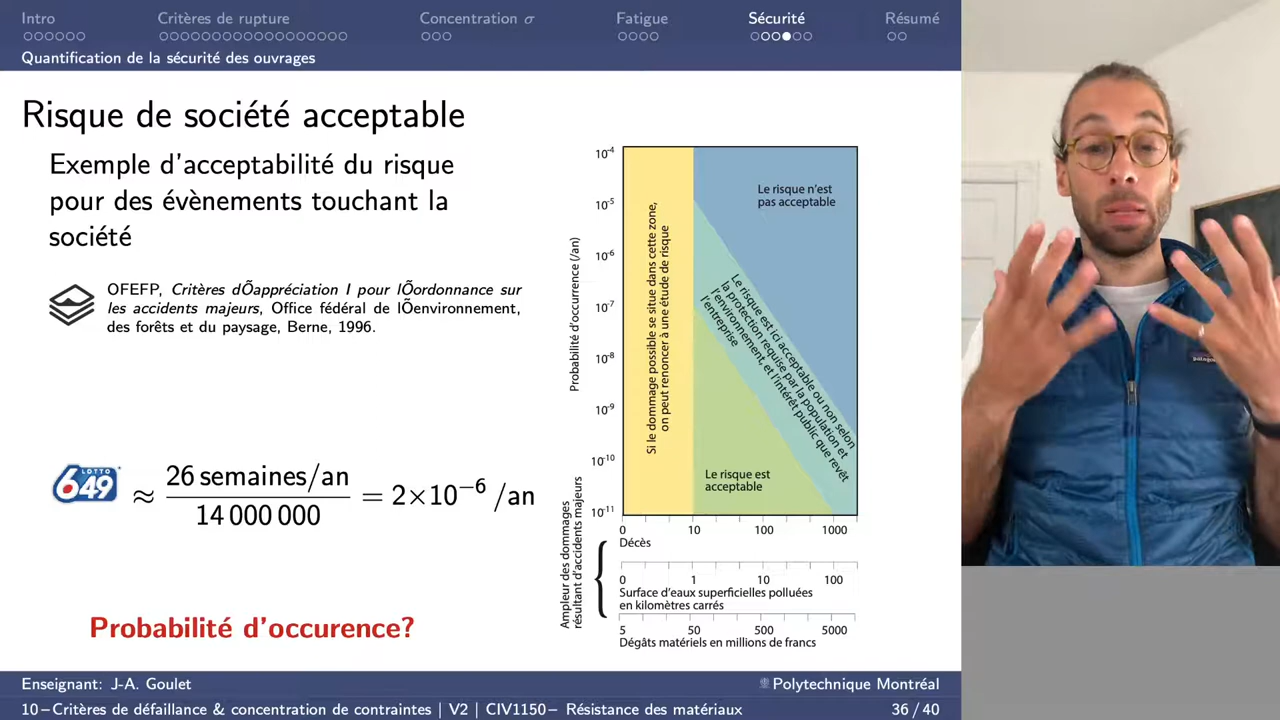 Intro
Critères de rupture
Concentration σ
Fatigue
Sécurité
Résumé
Quantification de la sécurité des ouvrages
Risque de société acceptable
Exemple d'acceptabilité du risque
pour des évènements touchant la
société
OFEFP, Critères dÕappréciation I pour lÕordonnance sur
les accidents majeurs, Office fédéral de lÕenvironnement,
des forêts et du paysage, Berne, 1996.
LOTTO
649
≈ 26 semaines/an
14 000 000
= 2×10⁻⁶ /an
Probabilité d'occurence?
Probabilité d'occurrence (/an)
10⁻⁴
10⁻⁵
10⁻⁶
10⁻⁷
10⁻⁸
10⁻⁹
10⁻¹⁰
10⁻¹¹
Si le dommage possible se situe dans cette zone,
on peut renoncer à une étude de risque
Le risque n'est
pas acceptable
Le risque est ici acceptable ou non selon
la protection requise par la population et
l'environnement, et l'intérêt public que revêt
l'entreprise
Le risque est
acceptable
Ampleur des dommages
résultant d'accidents majeurs
0 10 100 1000
Décès
0 1 10 100
Surface d'eaux superficielles polluées
en kilomètres carrés
5 50 500 5000
Dégâts matériels en millions de francs
patagonia
Enseignant: J-A. Goulet
Polytechnique Montréal
10–Critères de défaillance & concentration de contraintes | V2 | CIV1150– Résistance des matériaux
36 / 40